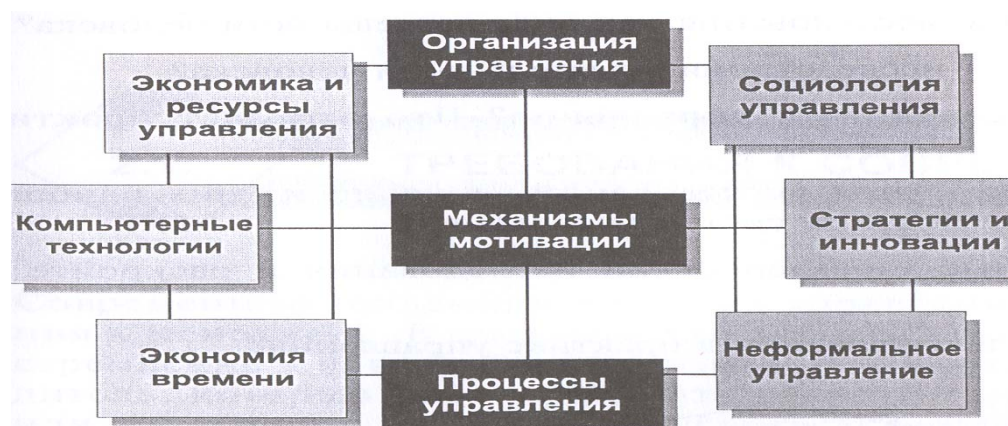 Организация
управления
Экономика и
ресурсы
управления
Социология
управления
Компьютерные
технологии
Механизмы
мотивации
Стратегии и
инновации
Экономия
времени
Процессы
управления
Неформальное
управление